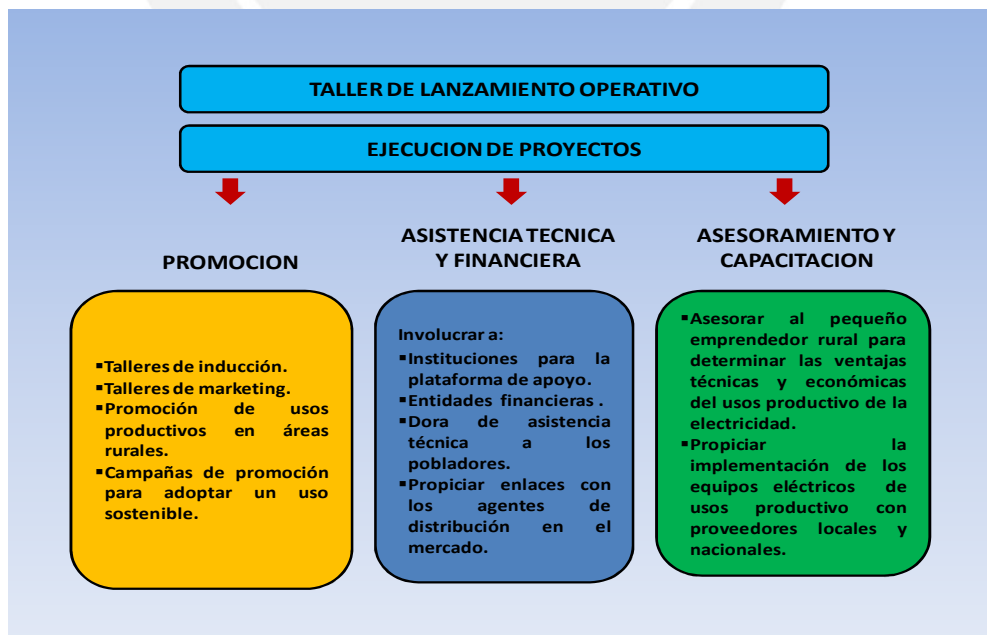 TALLER DE LANZAMIENTO OPERATIVO
EJECUCION DE PROYECTOS
PROMOCION
▪Talleres de inducción.
▪Talleres de marketing.
▪Promoción de usos
productivos en áreas
rurales.
▪Campañas de promoción
para adoptar un uso
sostenible.
ASISTENCIA TECNICA
Y FINANCIERA
Involucrar a:
▪Instituciones para la
plataforma de apoyo.
▪Entidades financieras .
▪Dora de asistencia
técnica a los
pobladores.
▪Propiciar enlaces con
los agentes de
distribución en el
mercado.
ASESORAMIENTO Y
CAPACITACION
▪Asesorar al pequeño
emprendedor rural para
determinar las ventajas
técnicas y económicas
del usos productivo de la
electricidad.
▪Propiciar la
implementación de los
equipos eléctricos de
usos productivo con
proveedores locales y
nacionales.